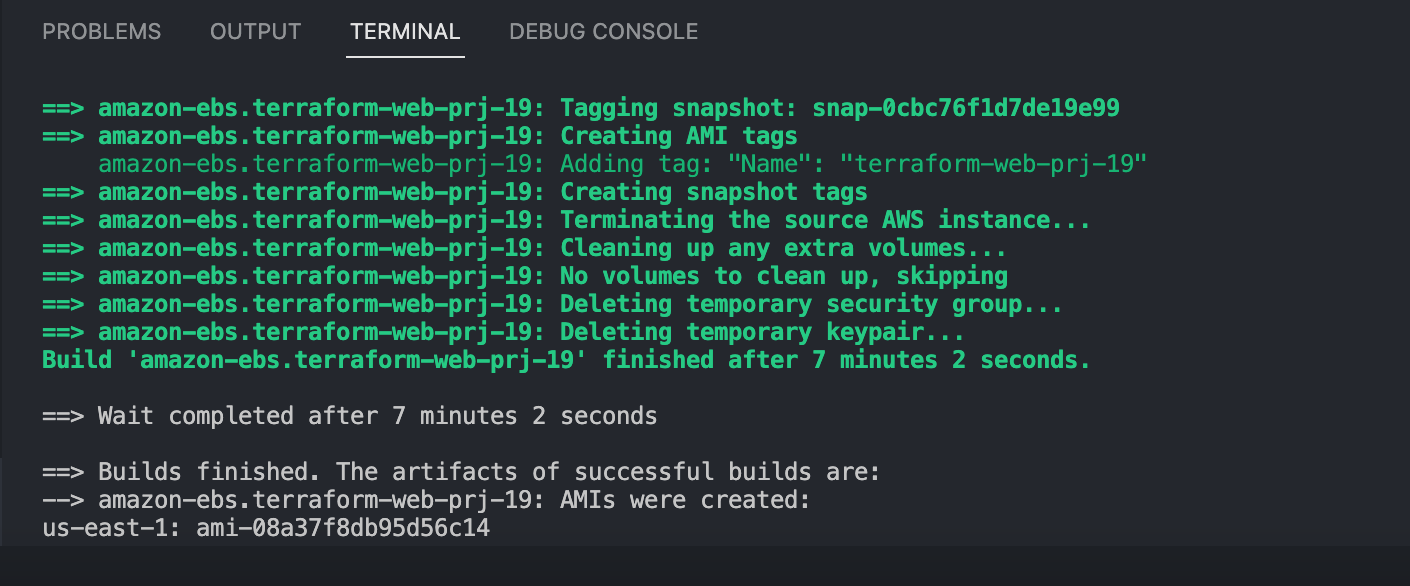 PROBLEMS OUTPUT TERMINAL DEBUG CONSOLE
==> amazon-ebs.terraform-web-prj-19: Tagging snapshot: snap-0cbc76f1d7de19e99
==> amazon-ebs.terraform-web-prj-19: Creating AMI tags
    amazon-ebs.terraform-web-prj-19: Adding tag: "Name": "terraform-web-prj-19"
==> amazon-ebs.terraform-web-prj-19: Creating snapshot tags
==> amazon-ebs.terraform-web-prj-19: Terminating the source AWS instance...
==> amazon-ebs.terraform-web-prj-19: Cleaning up any extra volumes...
==> amazon-ebs.terraform-web-prj-19: No volumes to clean up, skipping
==> amazon-ebs.terraform-web-prj-19: Deleting temporary security group...
==> amazon-ebs.terraform-web-prj-19: Deleting temporary keypair...
Build 'amazon-ebs.terraform-web-prj-19' finished after 7 minutes 2 seconds.
==> Wait completed after 7 minutes 2 seconds
==> Builds finished. The artifacts of successful builds are:
--> amazon-ebs.terraform-web-prj-19: AMIs were created:
us-east-1: ami-08a37f8db95d56c14